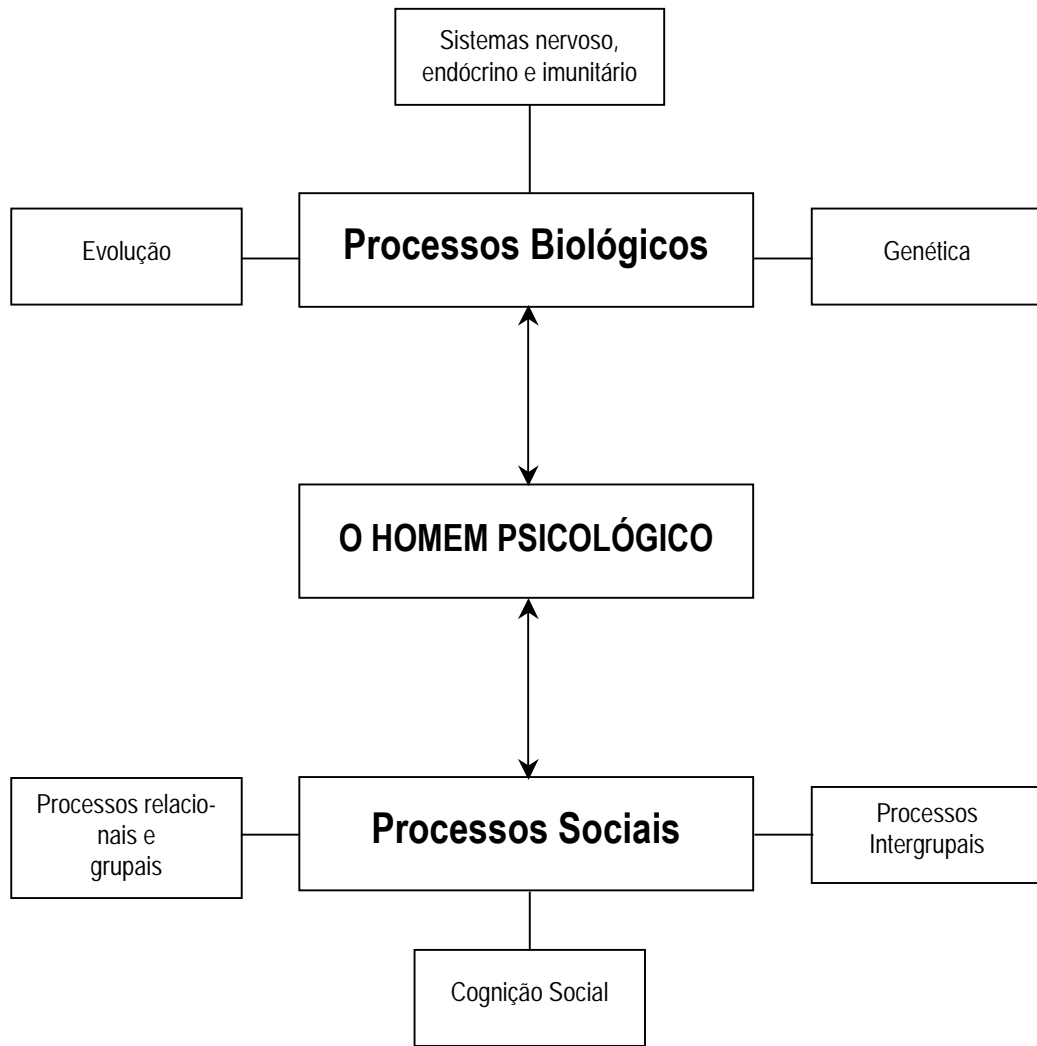 Sistemas nervoso,
endócrino e imunitário
Evolução
Processos Biológicos
Genética
O HOMEM PSICOLÓGICO
Processos relacio-
nais e
grupais
Processos Sociais
Processos
Intergrupais
Cognição Social